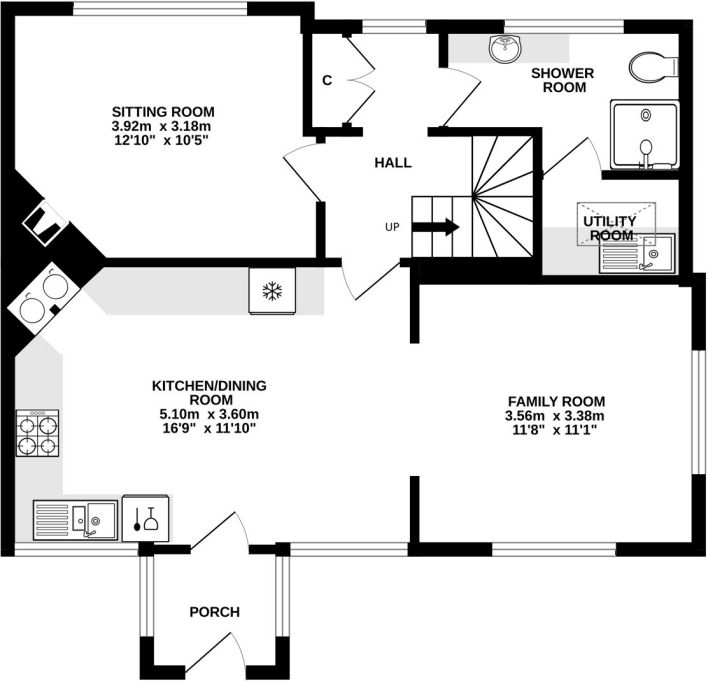 SITTING ROOM
3.92m x 3.18m
12'10" x 10'5"
C
SHOWER
ROOM
HALL
UP
UTILITY
ROOM
KITCHEN/DINING
ROOM
5.10m x 3.60m
16'9" x 11'10"
FAMILY ROOM
3.56m x 3.38m
11'8" x 11'1"
PORCH